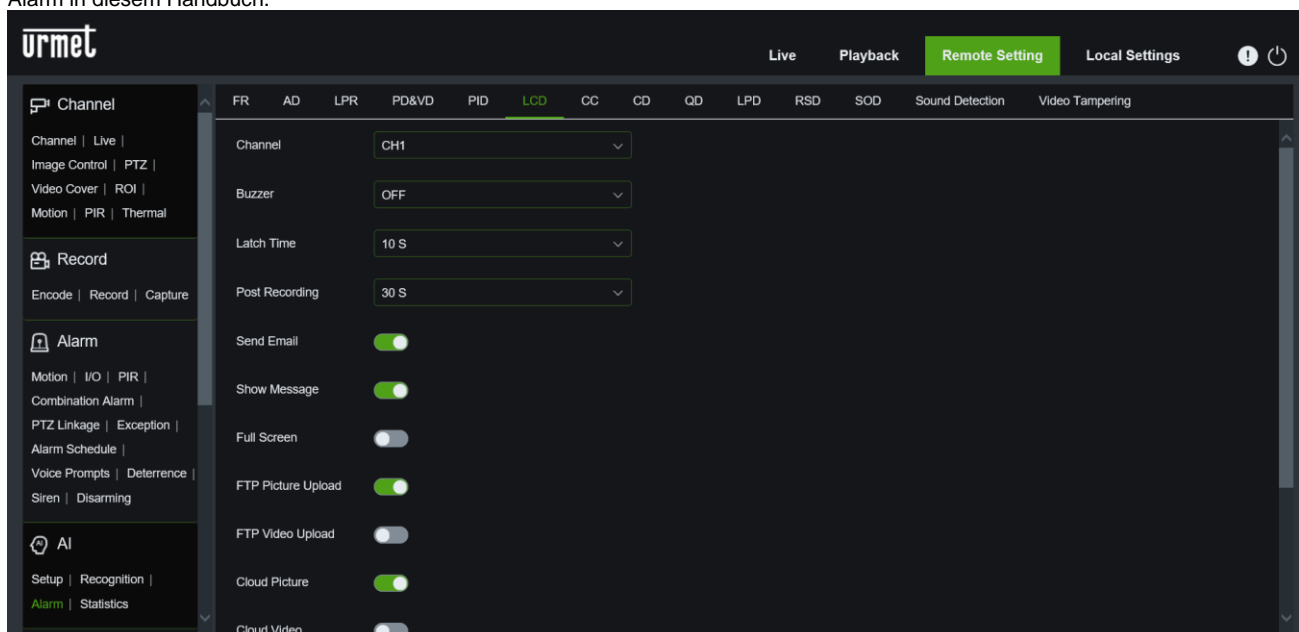 Alarm in diesem Handbuch.
urmet
Live Playback Remote Setting Local Settings
Channel
Channel | Live |
Image Control | PTZ |
Video Cover | ROI |
Motion | PIR | Thermal
Record
Encode | Record | Capture
Alarm
Motion | I/O | PIR |
Combination Alarm |
PTZ Linkage | Exception |
Alarm Schedule |
Voice Prompts | Deterrence |
Siren | Disarming
AI
Setup | Recognition |
Alarm | Statistics
FR AD LPR PD&VD PID LCD CC CD QD LPD RSD SOD Sound Detection Video Tampering
Channel CH1
Buzzer OFF
Latch Time 10 S
Post Recording 30 S
Send Email
Show Message
Full Screen
FTP Picture Upload
FTP Video Upload
Cloud Picture
Cloud Video